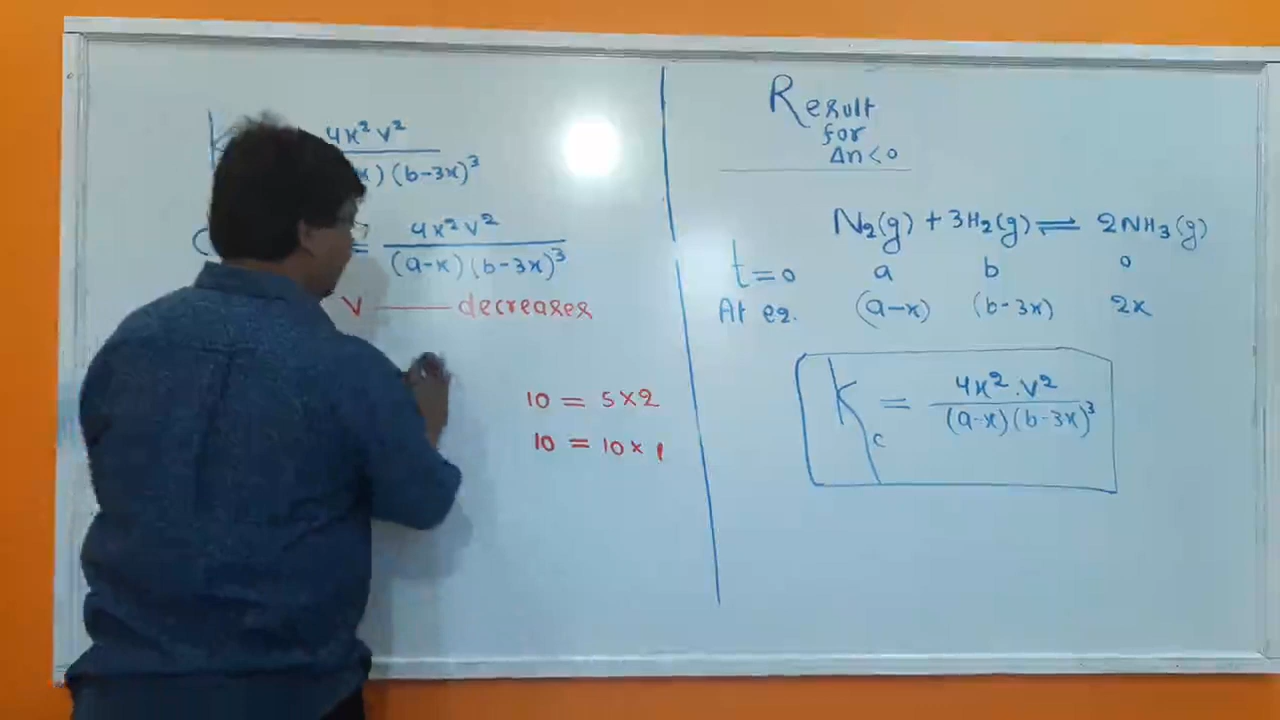 K 4x² v²
x) (b-3x)³
C = 4x² v²
(a-x) (b-3x)³
v —— decreases
10 = 5 × 2
10 = 10 × 1
Result
for
Δn < 0
N₂(g) + 3H₂(g) ⇌ 2NH₃(g)
t = 0 a b 0
At eq. (a-x) (b-3x) 2x
K_c = 4x² . v²
(a-x) (b-3x)³